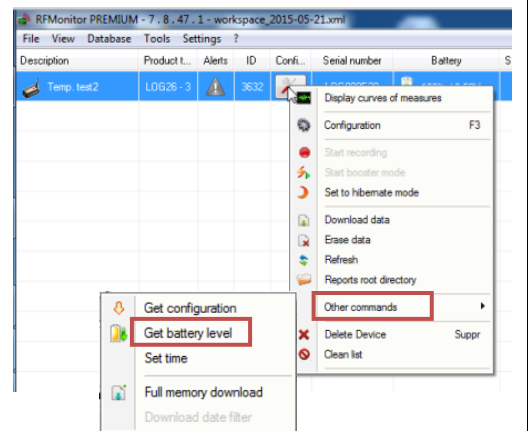 RFMonitor PREMIUM - 7 . 8 . 47 . 1 - workspace_2015-05-21.xml
File View Database Tools Settings ?
Description Product t... Alerts ID Confi... Serial number Battery S
Temp. test2 LOG26 - 3 3632
Display curves of measures
Configuration F3
Start recording
Start booster mode
Set to hibernate mode
Download data
Erase data
Refresh
Reports root directory
Other commands
Delete Device Suppr
Clean list
Get configuration
Get battery level
Set time
Full memory download
Download date filter